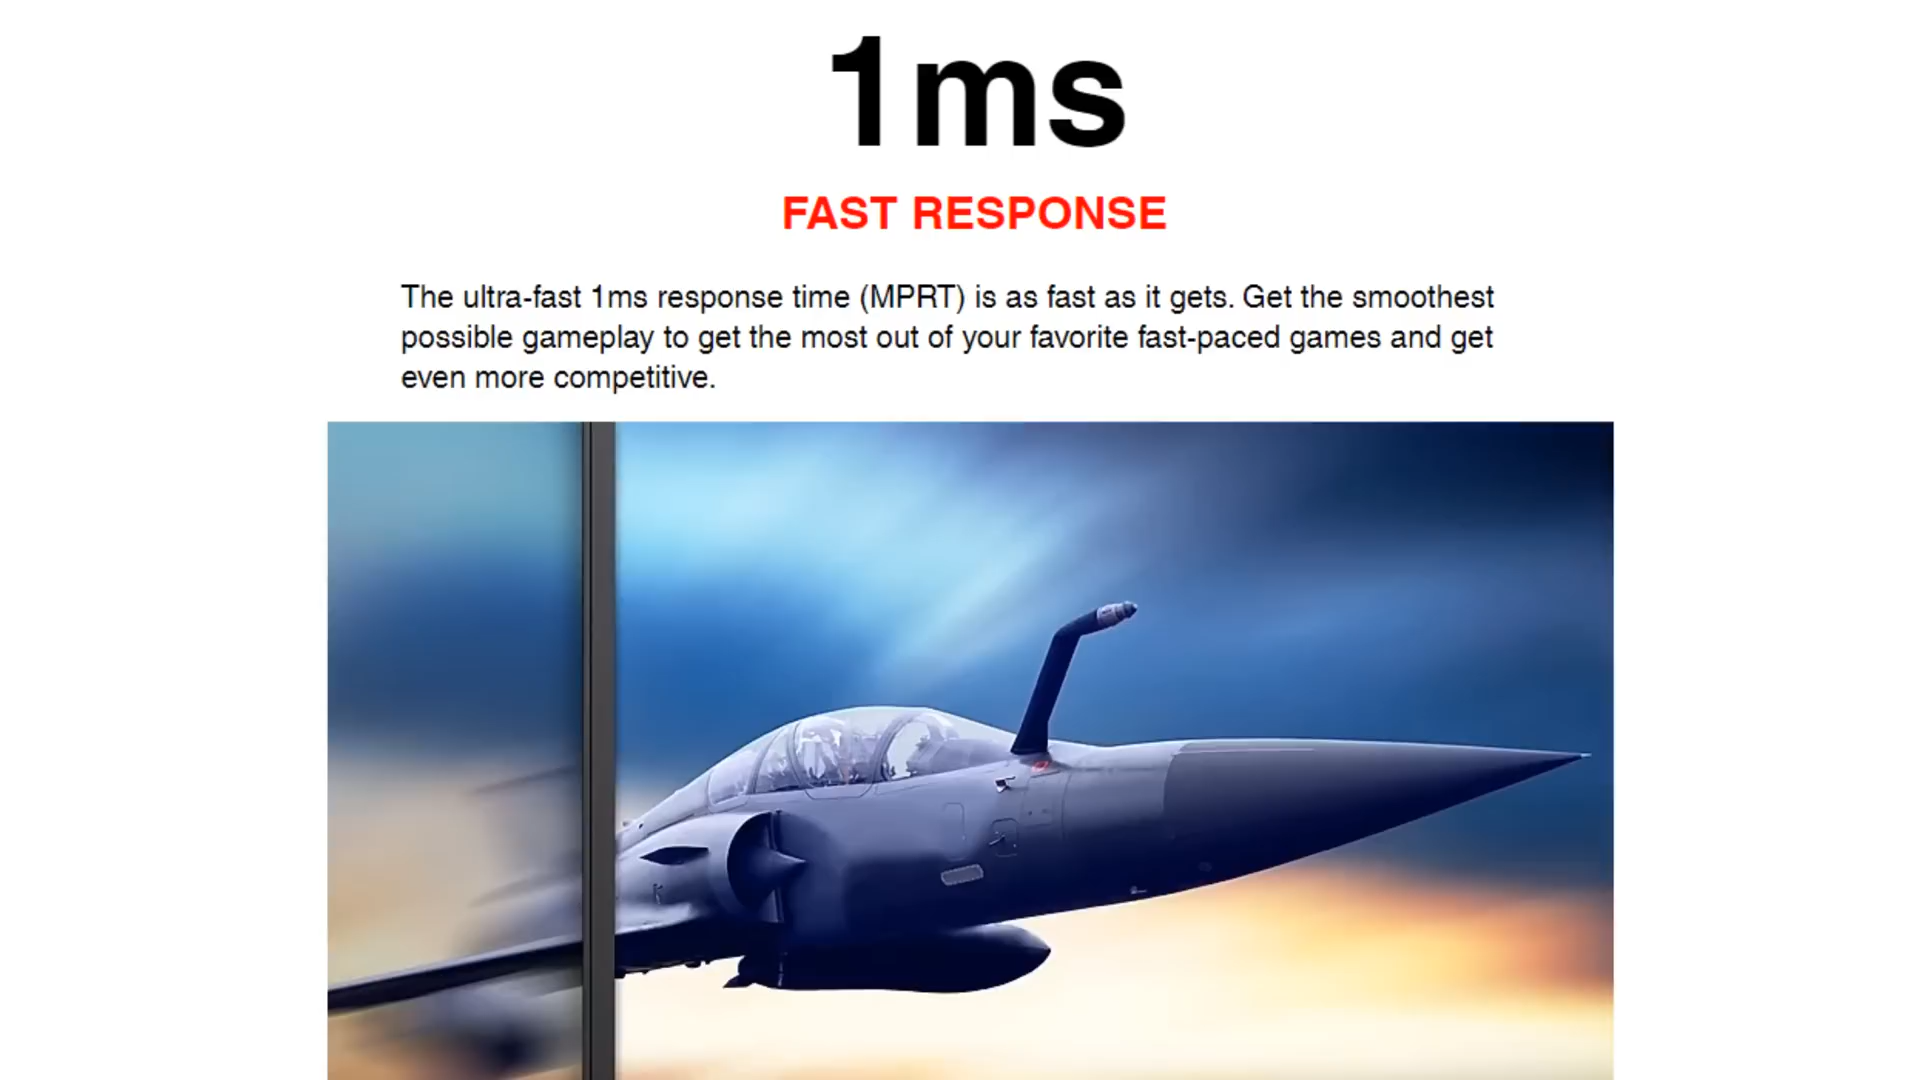 1ms
FAST RESPONSE
The ultra-fast 1ms response time (MPRT) is as fast as it gets. Get the smoothest
possible gameplay to get the most out of your favorite fast-paced games and get
even more competitive.